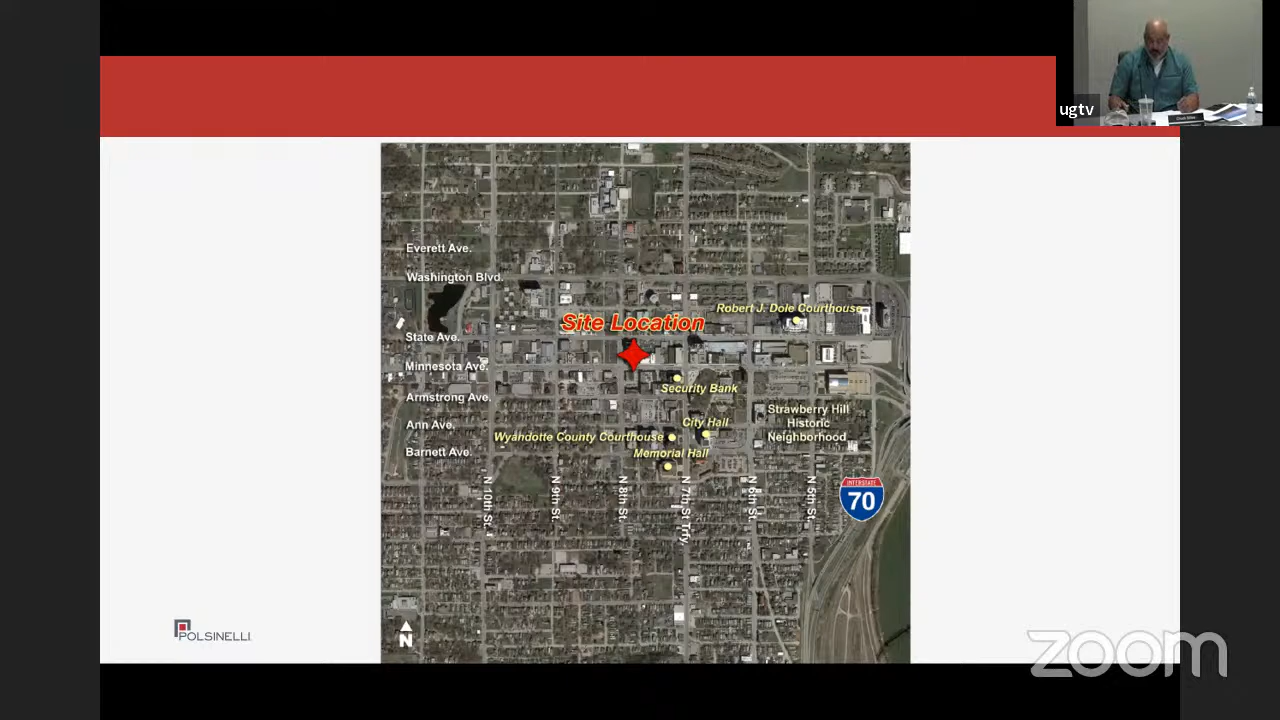 ugtv
Everett Ave.
Washington Blvd.
Robert J. Dole Courthouse
Site Location
State Ave.
Minnesota Ave.
Security Bank
Armstrong Ave.
Strawberry Hill
Historic
Neighborhood
City Hall
Ann Ave.
Wyandotte County Courthouse
Barnett Ave.
Memorial Hall
N 10th St.
N 9th St.
N 8th St.
N 7th St Trfy.
N 6th St.
N 5th St.
INTERSTATE
70
N
POLSINELLI
zoom